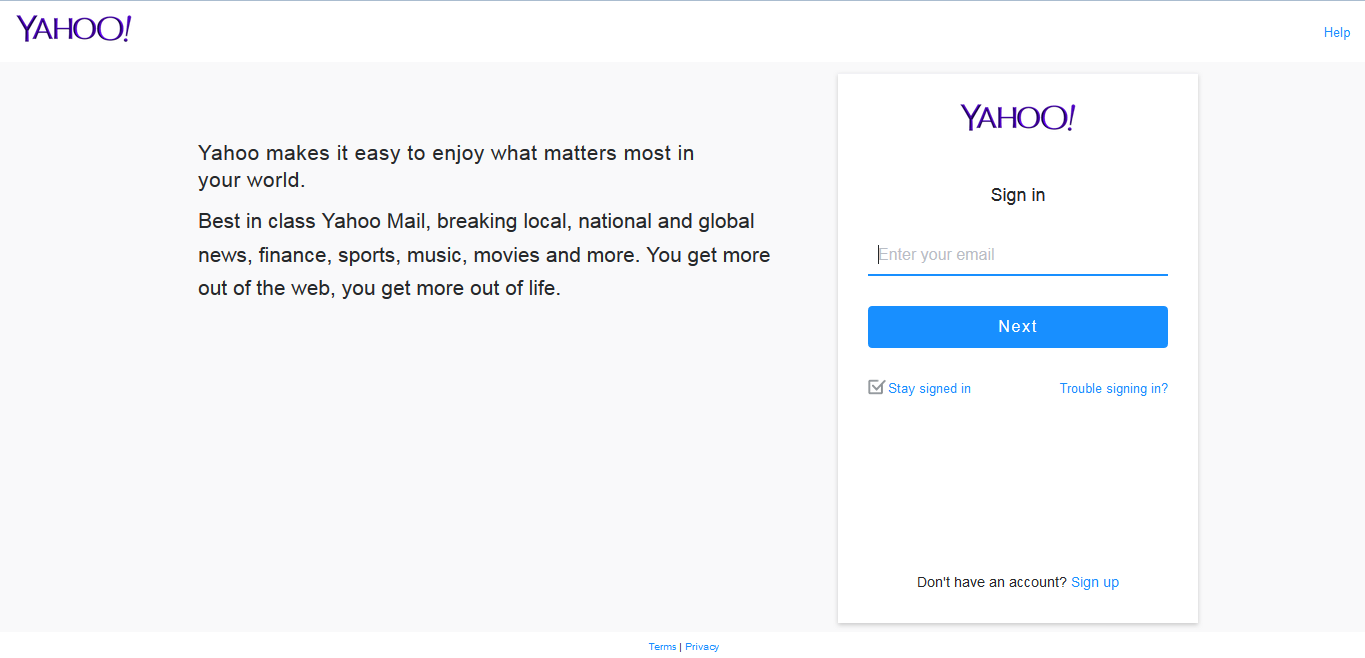 YAHOO!
Help
Yahoo makes it easy to enjoy what matters most in
your world.
Best in class Yahoo Mail, breaking local, national and global
news, finance, sports, music, movies and more. You get more
out of the web, you get more out of life.
YAHOO!
Sign in
Enter your email
Next
Stay signed in
Trouble signing in?
Don't have an account? Sign up
Terms | Privacy